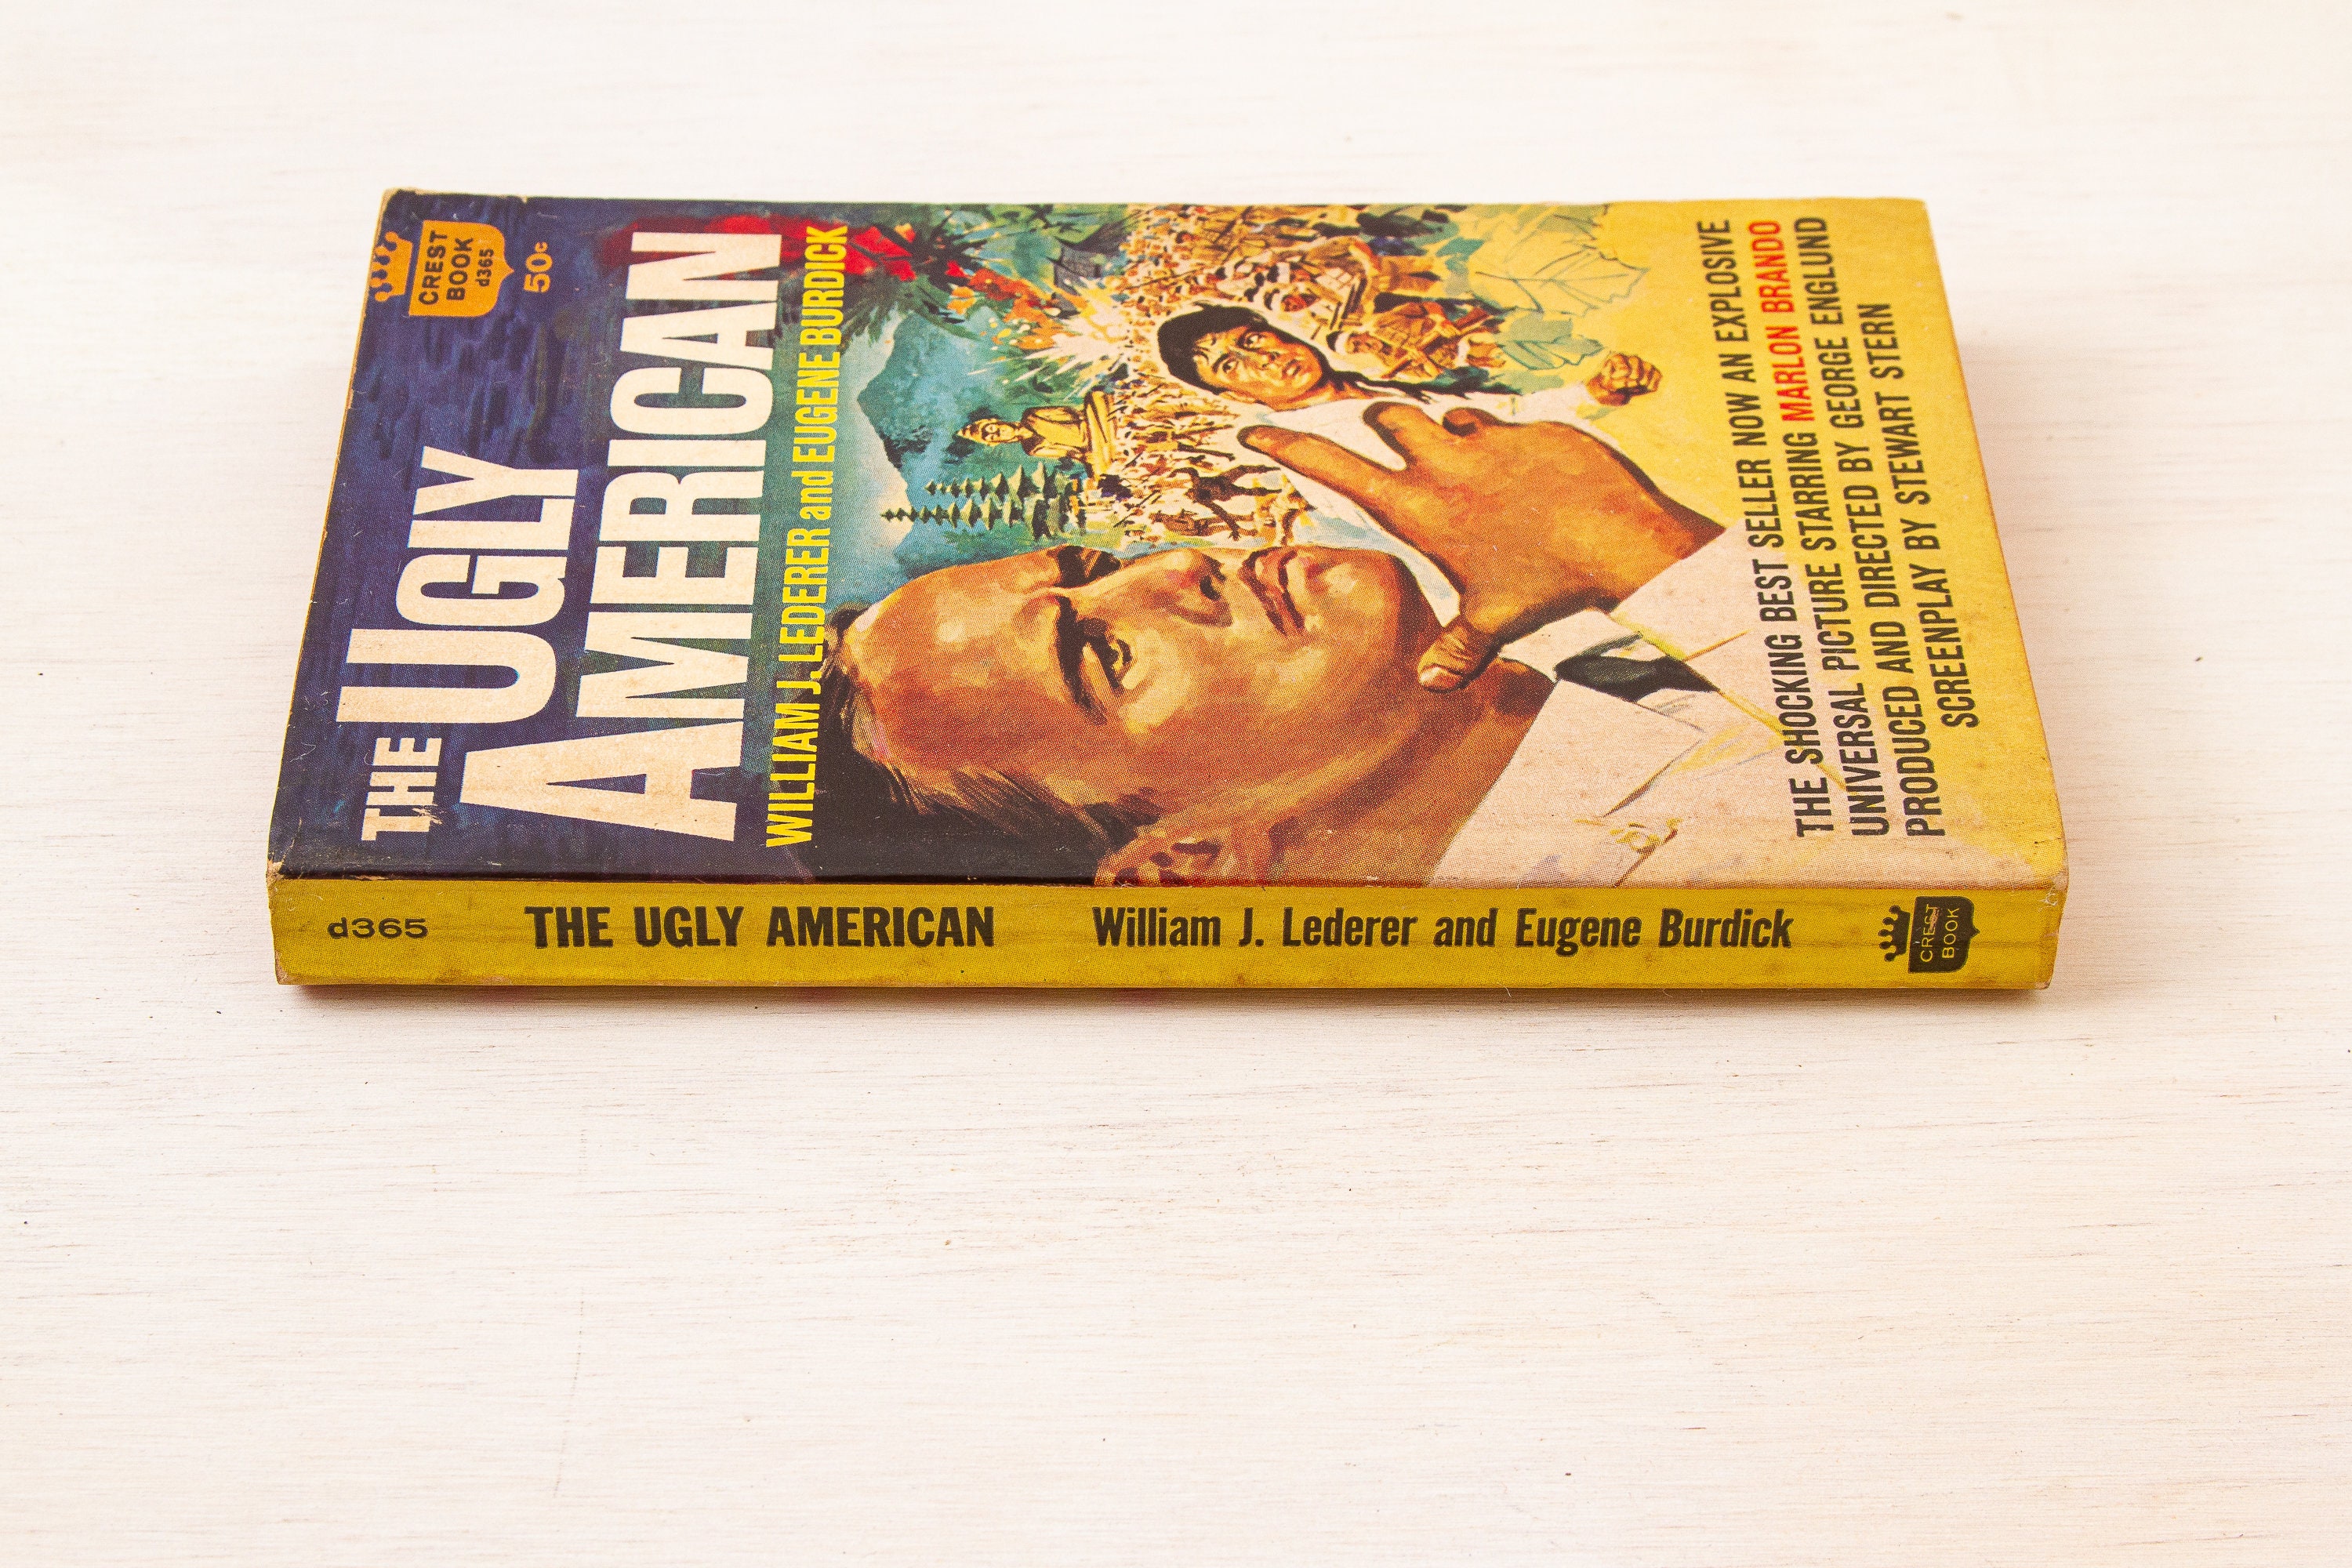 CREST
BOOK
d365
50c
THE UGLY
AMERICAN
WILLIAM J. LEDERER and EUGENE BURDICK
THE SHOCKING BEST SELLER NOW AN EXPLOSIVE
UNIVERSAL PICTURE STARRING MARLON BRANDO
PRODUCED AND DIRECTED BY GEORGE ENGLUND
SCREENPLAY BY STEWART STERN
d365 THE UGLY AMERICAN William J. Lederer and Eugene Burdick
CREST
BOOK